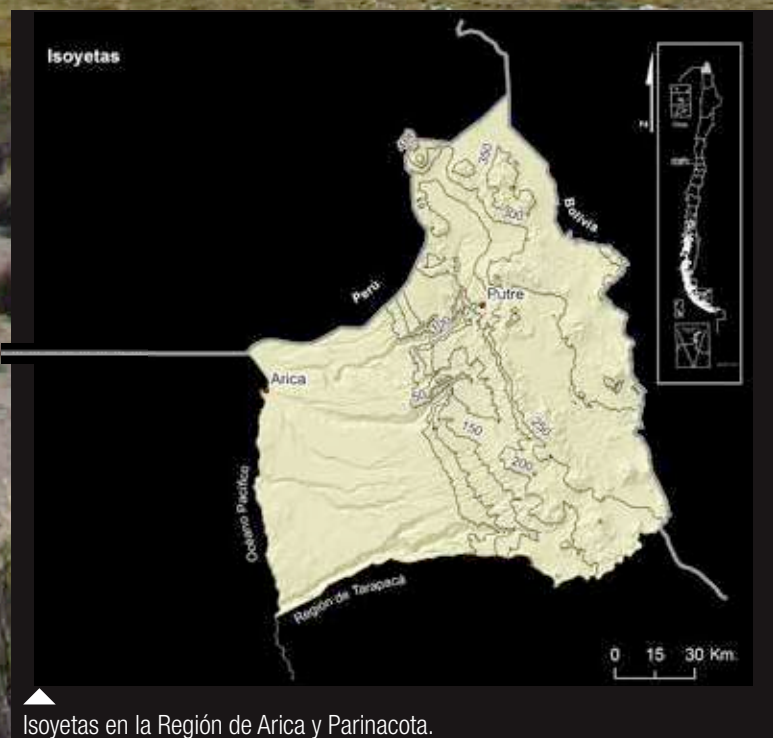 Isoyetas
N
350
300
Bolivia
Perú
Putre
Arica
50
150
250
200
Océano Pacífico
Región de Tarapacá
0 15 30 Km.
Isoyetas en la Región de Arica y Parinacota.